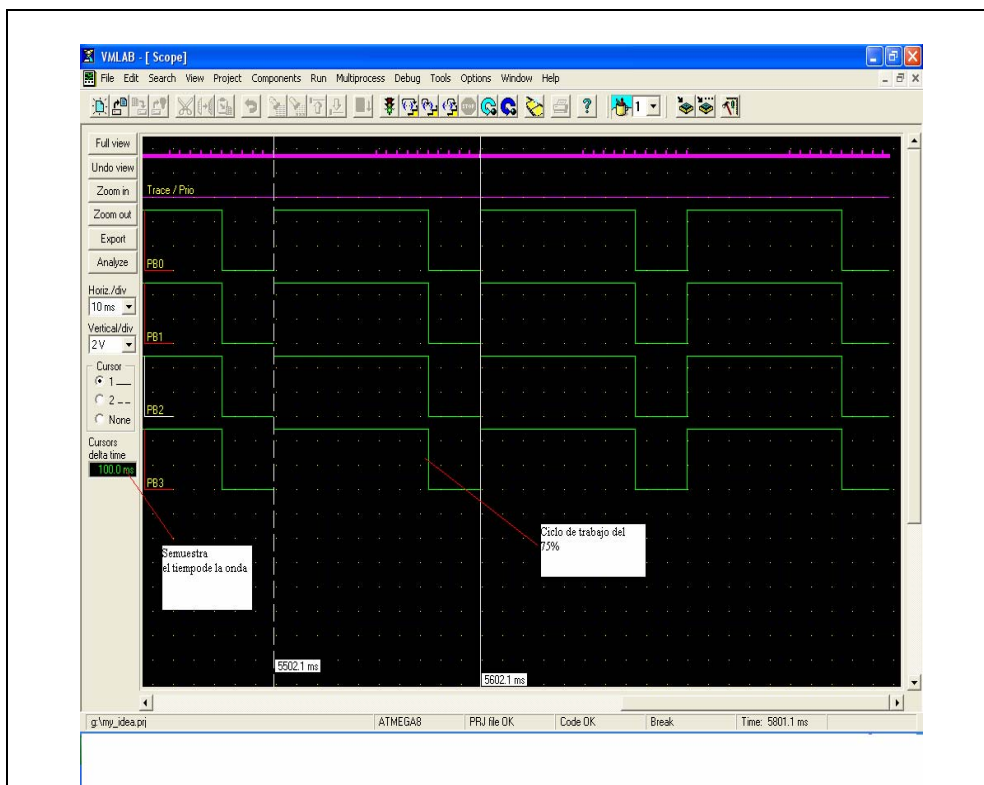 VMLAB - [ Scope]
File Edit Search View Project Components Run Multiprocess Debug Tools Options Window Help
1
Full view
Undo view
Zoom in
Zoom out
Export
Analyze
Horiz./div
10 ms
Vertical/div
2 V
Cursor
1
2
None
Cursors
delta time
100.0 ms
Trace / Prio
PB0
PB1
PB2
PB3
Semuestra
el tiempode la onda
Ciclo de trabajo del
75%
5502.1 ms
5602.1 ms
g:\my_idea.prj ATMEGA8 PRJ file OK Code OK Break Time: 5801.1 ms